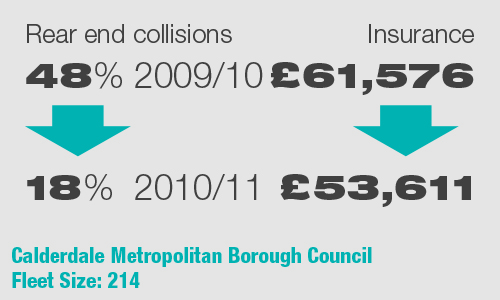 Rear end collisions Insurance
48% 2009/10 £61,576
18% 2010/11 £53,611
Calderdale Metropolitan Borough Council
Fleet Size: 214